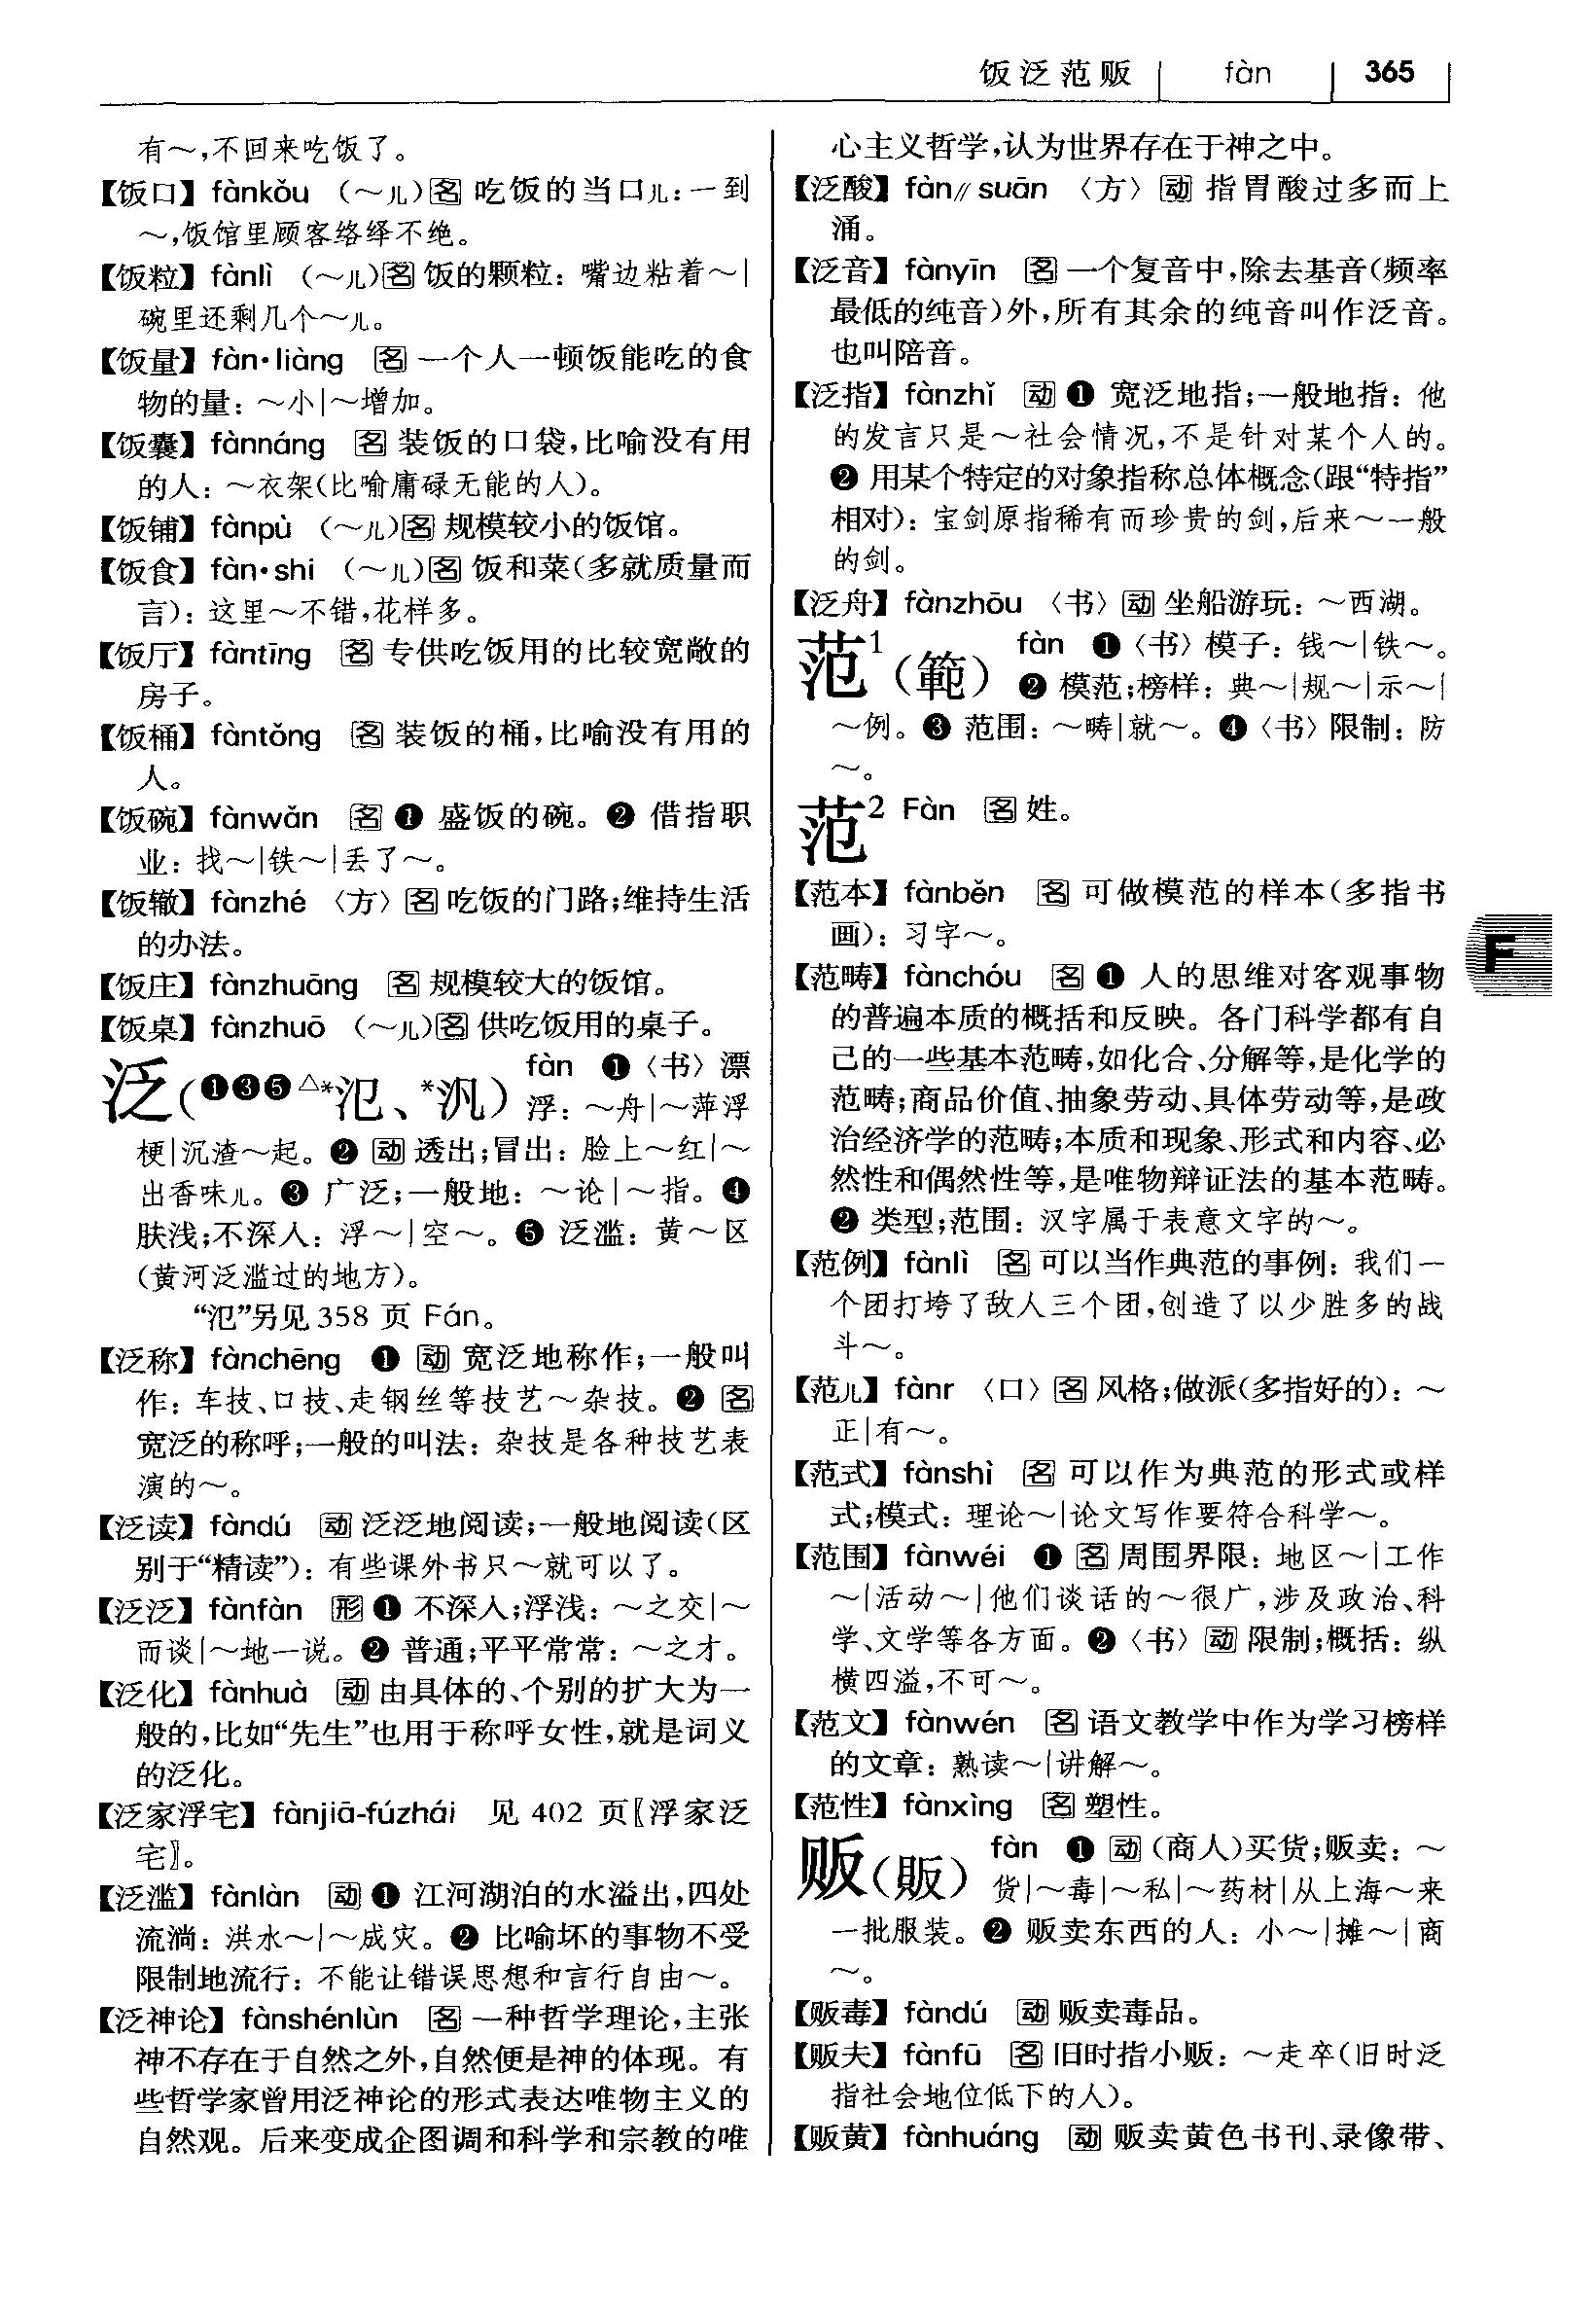 饭泛范贩 | fàn | 365
有～,不回来吃饭了。
【饭口】 fànkǒu （～儿）名 吃饭的当口儿：一到
～,饭馆里顾客络绎不绝。
【饭粒】 fànlì （～儿）名 饭的颗粒：嘴边粘着～|
碗里还剩几个～儿。
【饭量】 fàn·liàng 名 一个人一顿饭能吃的食
物的量：～小|～增加。
【饭囊】 fànnáng 名 装饭的口袋,比喻没有用
的人：～衣架(比喻庸碌无能的人)。
【饭铺】 fànpù （～儿）名 规模较小的饭馆。
【饭食】 fàn·shi （～儿）名 饭和菜(多就质量而
言)：这里～不错,花样多。
【饭厅】 fàntīng 名 专供吃饭用的比较宽敞的
房子。
【饭桶】 fàntǒng 名 装饭的桶,比喻没有用的
人。
【饭碗】 fànwǎn 名 ❶ 盛饭的碗。❷ 借指职
业：找～|铁～|丢了～。
【饭辙】 fànzhé 〈方〉名 吃饭的门路;维持生活
的办法。
【饭庄】 fànzhuāng 名 规模较大的饭馆。
【饭桌】 fànzhuō （～儿）名 供吃饭用的桌子。
泛(❶❸❺△*氾、*汎) fàn ❶〈书〉漂
浮：～舟|～萍浮
梗|沉渣～起。❷ 动 透出;冒出：脸上～红|～
出香味儿。❸ 广泛;一般地：～论|～指。❹
肤浅;不深入：浮～|空～。❺ 泛滥：黄～区
(黄河泛滥过的地方)。
“氾”另见 358 页 Fán。
【泛称】 fànchēng ❶ 动 宽泛地称作;一般叫
作：车技、口技、走钢丝等技艺～杂技。❷ 名
宽泛的称呼;一般的叫法：杂技是各种技艺表
演的～。
【泛读】 fàndú 动 泛泛地阅读;一般地阅读(区
别于“精读”)：有些课外书只～就可以了。
【泛泛】 fànfàn 形 ❶ 不深入;浮浅：～之交|～
而谈|～地一说。❷ 普通;平平常常：～之才。
【泛化】 fànhuà 动 由具体的、个别的扩大为一
般的,比如“先生”也用于称呼女性,就是词义
的泛化。
【泛家浮宅】 fànjiā-fúzhái 见 402 页〖浮家泛
宅〗。
【泛滥】 fànlàn 动 ❶ 江河湖泊的水溢出,四处
流淌：洪水～|～成灾。❷ 比喻坏的事物不受
限制地流行：不能让错误思想和言行自由～。
【泛神论】 fànshénlùn 名 一种哲学理论,主张
神不存在于自然之外,自然便是神的体现。有
些哲学家曾用泛神论的形式表达唯物主义的
自然观。后来变成企图调和科学和宗教的唯
心主义哲学,认为世界存在于神之中。
【泛酸】 fàn∥suān 〈方〉动 指胃酸过多而上
涌。
【泛音】 fànyīn 名 一个复音中,除去基音(频率
最低的纯音)外,所有其余的纯音叫作泛音。
也叫陪音。
【泛指】 fànzhǐ 动 ❶ 宽泛地指;一般地指：他
的发言只是～社会情况,不是针对某个人的。
❷ 用某个特定的对象指称总体概念(跟“特指”
相对)：宝剑原指稀有而珍贵的剑,后来～一般
的剑。
【泛舟】 fànzhōu 〈书〉动 坐船游玩：～西湖。
范1(範) fàn ❶〈书〉模子：钱～|铁～。
❷ 模范;榜样：典～|规～|示～|
～例。❸ 范围：～畴|就～。❹〈书〉限制：防
～。
范2 Fàn 名 姓。
【范本】 fànběn 名 可做模范的样本(多指书
画)：习字～。
【范畴】 fànchóu 名 ❶ 人的思维对客观事物
的普遍本质的概括和反映。各门科学都有自
己的一些基本范畴,如化合、分解等,是化学的
范畴;商品价值、抽象劳动、具体劳动等,是政
治经济学的范畴;本质和现象、形式和内容、必
然性和偶然性等,是唯物辩证法的基本范畴。
❷ 类型;范围：汉字属于表意文字的～。
【范例】 fànlì 名 可以当作典范的事例：我们一
个团打垮了敌人三个团,创造了以少胜多的战
斗～。
【范儿】 fànr 〈口〉名 风格;做派(多指好的)：～
正|有～。
【范式】 fànshì 名 可以作为典范的形式或样
式;模式：理论～|论文写作要符合科学～。
【范围】 fànwéi ❶ 名 周围界限：地区～|工作
～|活动～|他们谈话的～很广,涉及政治、科
学、文学等各方面。❷〈书〉动 限制;概括：纵
横四溢,不可～。
【范文】 fànwén 名 语文教学中作为学习榜样
的文章：熟读～|讲解～。
【范性】 fànxìng 名 塑性。
贩(販) fàn ❶ 动 (商人)买货;贩卖：～
货|～毒|～私|～药材|从上海～来
一批服装。❷ 贩卖东西的人：小～|摊～|商
～。
【贩毒】 fàndú 动 贩卖毒品。
【贩夫】 fànfū 名 旧时指小贩：～走卒(旧时泛
指社会地位低下的人)。
【贩黄】 fànhuáng 动 贩卖黄色书刊、录像带、
F